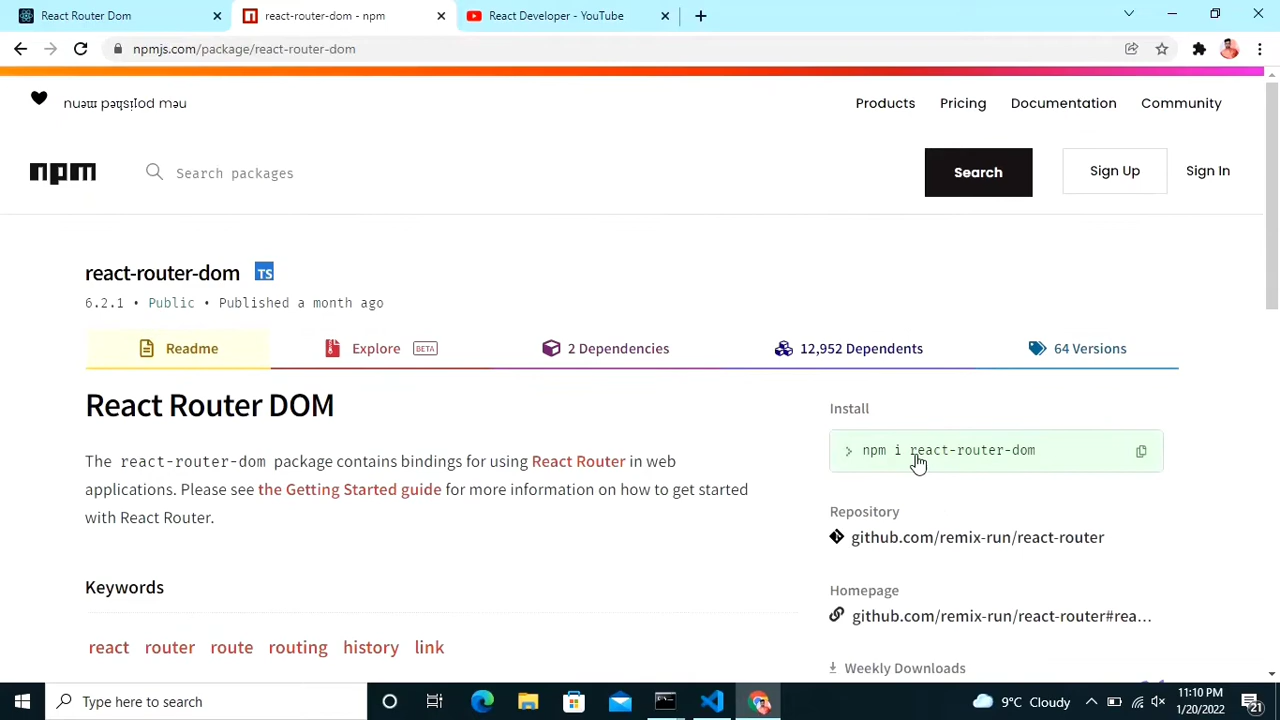 React Router Dom
react-router-dom - npm
React Developer - YouTube
npmjs.com/package/react-router-dom
Products
Pricing
Documentation
Community
npm
Search packages
Search
Sign Up
Sign In
react-router-dom TS
6.2.1 • Public • Published a month ago
Readme
Explore BETA
2 Dependencies
12,952 Dependents
64 Versions
React Router DOM
The react-router-dom package contains bindings for using React Router in web
applications. Please see the Getting Started guide for more information on how to get started
with React Router.
Keywords
react router route routing history link
Install
> npm i react-router-dom
Repository
github.com/remix-run/react-router
Homepage
github.com/remix-run/react-router#rea...
Weekly Downloads
Type here to search
9°C Cloudy
11:10 PM
1/20/2022
21